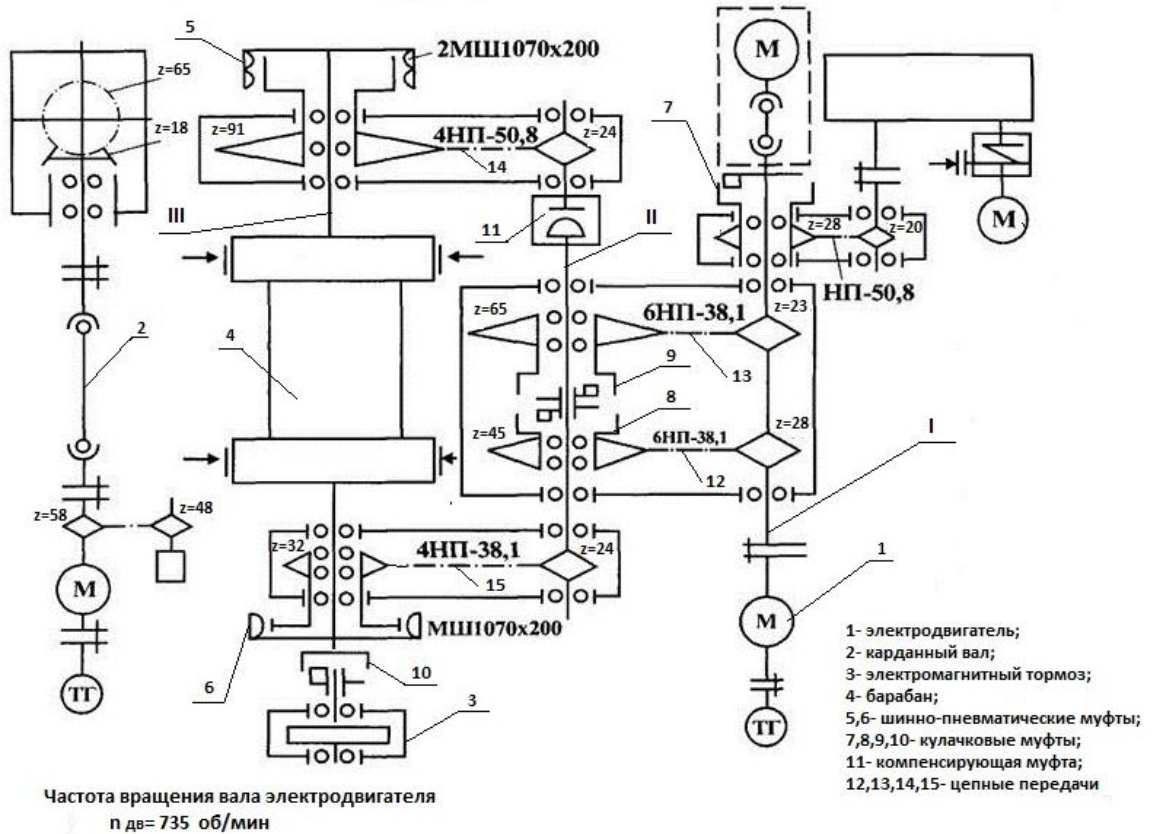 5
2МШ1070х200
z=65
z=18
z=91
4НП-50,8
z=24
14
М
7
III
11
II
z=28
z=20
М
НП-50,8
2
4
z=65
6НП-38,1
z=23
13
9
8
z=45
6НП-38,1
z=28
12
I
z=58
z=48
z=32
4НП-38,1
z=24
15
М
М
1
МШ1070х200
6
10
3
ТГ
ТГ
1- электродвигатель;
2- карданный вал;
3- электромагнитный тормоз;
4- барабан;
5,6- шинно-пневматические муфты;
7,8,9,10- кулачковые муфты;
11- компенсирующая муфта;
12,13,14,15- цепные передачи
Частота вращения вала электродвигателя
n дв= 735 об/мин